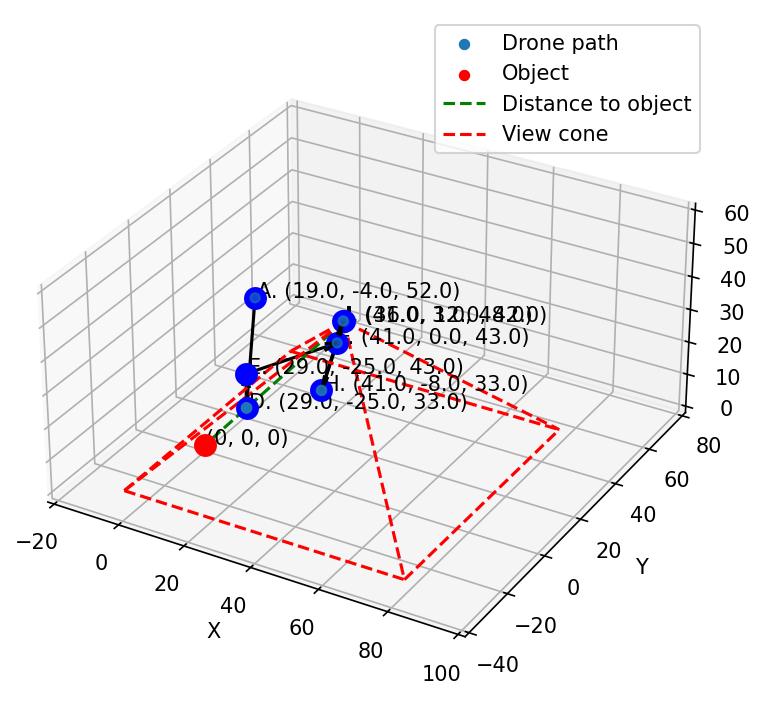 Drone path
Object
Distance to object
View cone
A. (19.0, -4.0, 52.0)
(41.0, 0.0, 43.0)
(29.0, -25.0, 43.0)
H. (41.0, -8.0, 33.0)
D. (29.0, -25.0, 33.0)
(0, 0, 0)
60
50
40
30
20
10
0
−20
0
20
40
60
80
100
X
−40
−20
0
20
40
60
80
Y